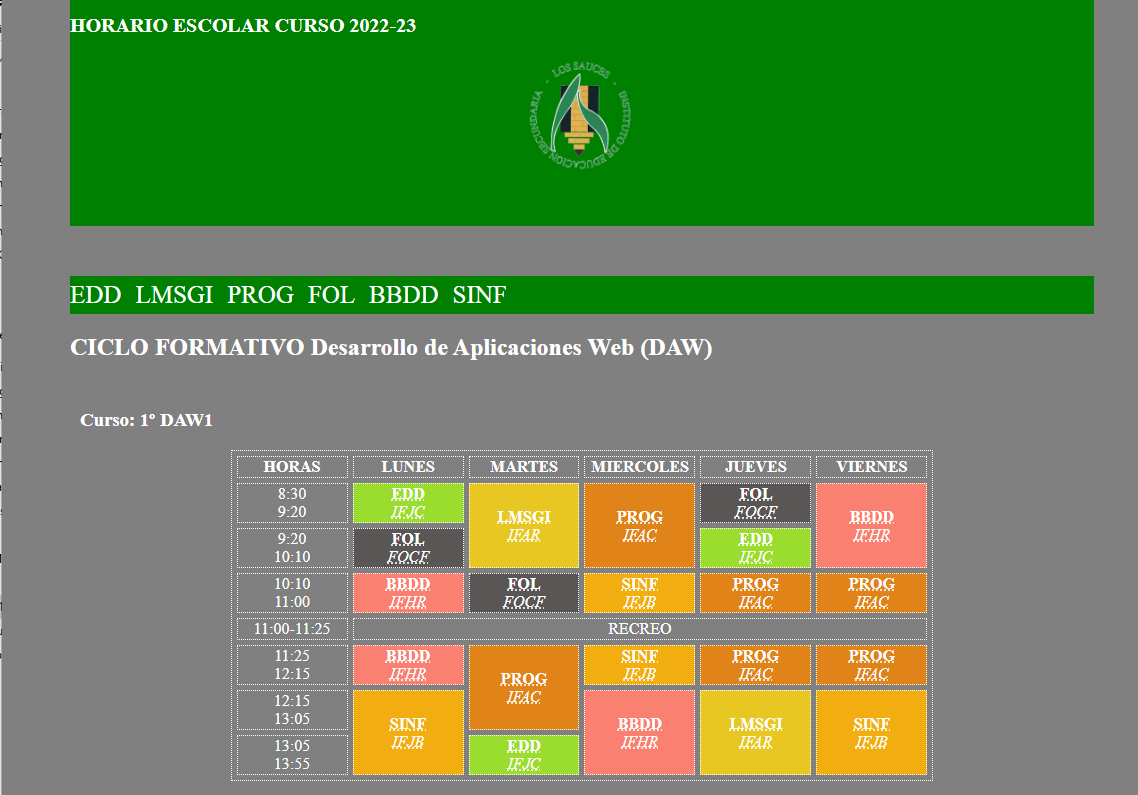 HORARIO ESCOLAR CURSO 2022-23
- LOS SAUCES -
INSTITUTO DE EDUCACION SECUNDARIA
EDD LMSGI PROG FOL BBDD SINF
CICLO FORMATIVO Desarrollo de Aplicaciones Web (DAW)
Curso: 1º DAW1
HORAS LUNES MARTES MIERCOLES JUEVES VIERNES
8:30
9:20
EDD
IFJC
LMSGI
IFAR
PROG
IFAC
FOL
FOCF
BBDD
IFHR
9:20
10:10
FOL
FOCF
EDD
IFJC
10:10
11:00
BBDD
IFHR
FOL
FOCF
SINF
IFJB
PROG
IFAC
PROG
IFAC
11:00-11:25 RECREO
11:25
12:15
BBDD
IFHR
PROG
IFAC
SINF
IFJB
PROG
IFAC
PROG
IFAC
12:15
13:05
SINF
IFJB
BBDD
IFHR
LMSGI
IFAR
SINF
IFJB
13:05
13:55
EDD
IFJC